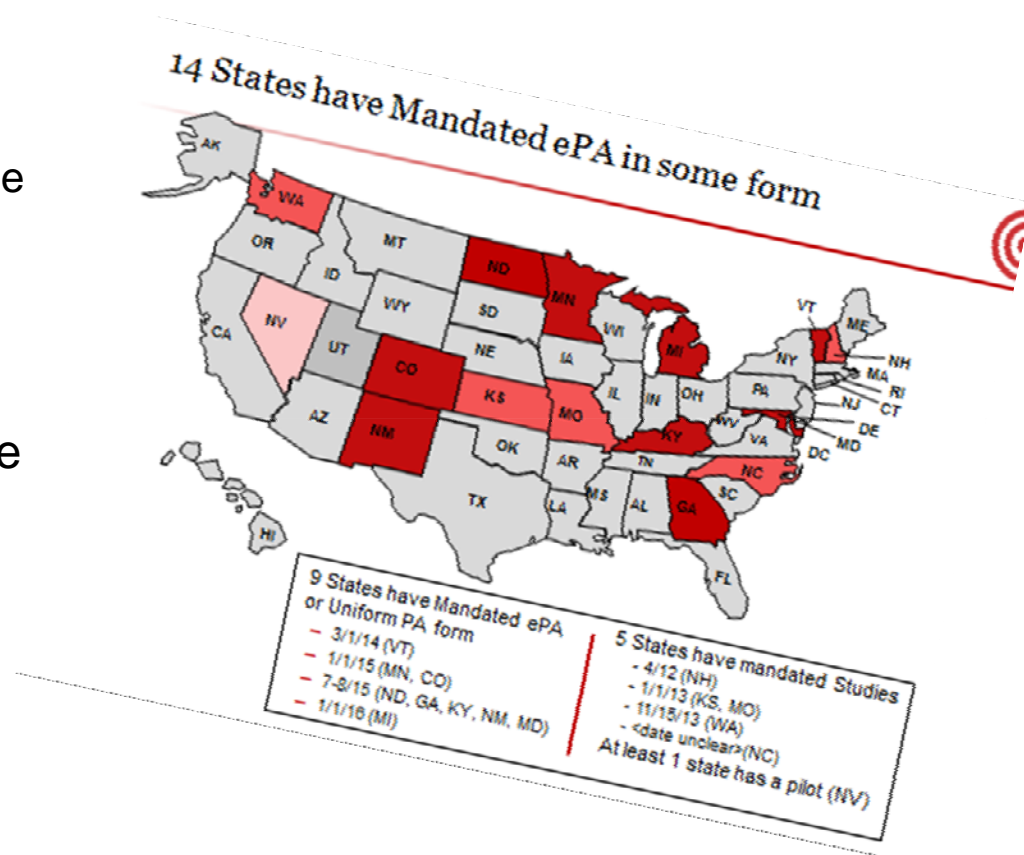 e
e
14 States have Mandated ePA in some form
AK
WA
OR
MT
ID
ND
MN
WY
SD
WI
MI
VT
ME
NH
NY
MA
RI
CT
NJ
PA
DE
MD
DC
CA
NV
UT
CO
NE
IA
IL
IN
OH
WV
VA
KS
MO
KY
NC
AZ
NM
OK
AR
TN
SC
TX
LA
MS
AL
GA
FL
HI
9 States have Mandated ePA
or Uniform PA form
– 3/1/14 (VT)
– 1/1/15 (MN, CO)
– 7-8/15 (ND, GA, KY, NM, MD)
– 1/1/16 (MI)
5 States have mandated Studies
- 4/12 (NH)
- 1/1/13 (KS, MO)
- 11/15/13 (WA)
- <date unclear>(NC)
At least 1 state has a pilot (NV)